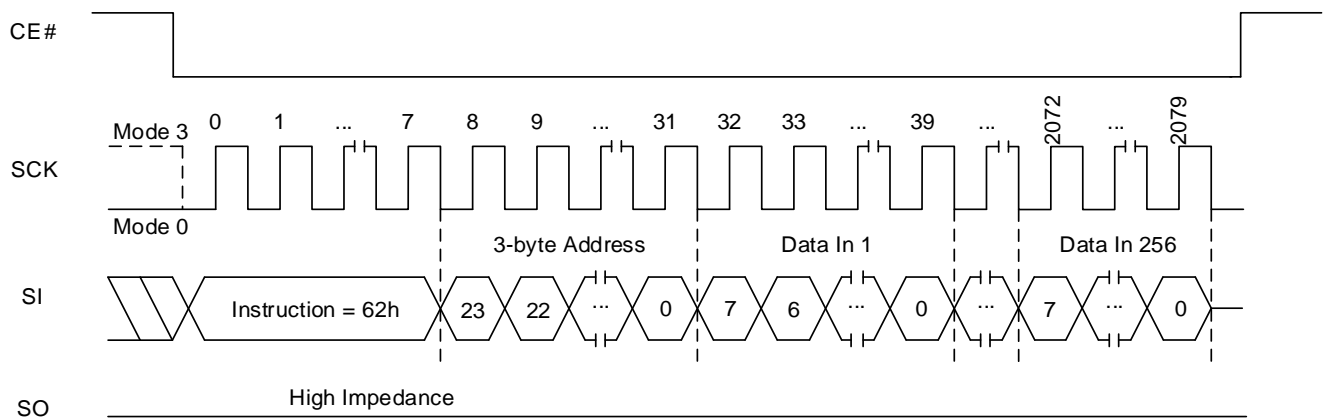 CE#
Mode 3 0 1 ... 7 8 9 ... 31 32 33 ... 39 ... 2072 ... 2079
SCK
Mode 0
3-byte Address Data In 1 Data In 256
SI Instruction = 62h 23 22 ... 0 7 6 ... 0 ... 7 ... 0
High Impedance
SO